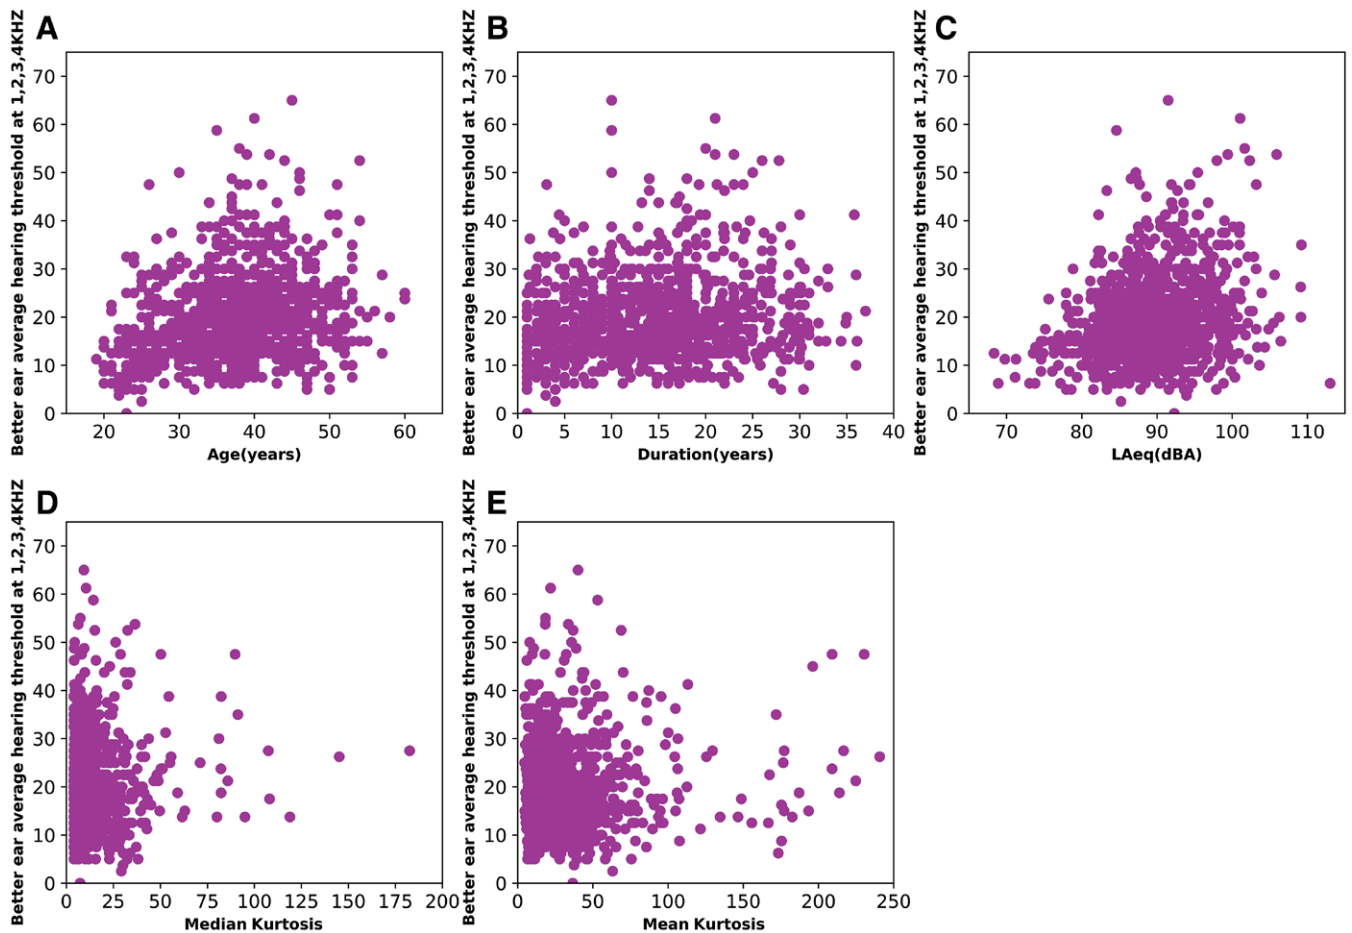 A
Better ear average hearing threshold at 1,2,3,4KHZ
70
60
50
40
30
20
10
0
20 30 40 50 60
Age(years)
B
Better ear average hearing threshold at 1,2,3,4KHZ
70
60
50
40
30
20
10
0
0 5 10 15 20 25 30 35 40
Duration(years)
C
Better ear average hearing threshold at 1,2,3,4KHZ
70
60
50
40
30
20
10
0
70 80 90 100 110
LAeq(dBA)
D
Better ear average hearing threshold at 1,2,3,4KHZ
70
60
50
40
30
20
10
0
0 25 50 75 100 125 150 175 200
Median Kurtosis
E
Better ear average hearing threshold at 1,2,3,4KHZ
70
60
50
40
30
20
10
0
0 50 100 150 200 250
Mean Kurtosis